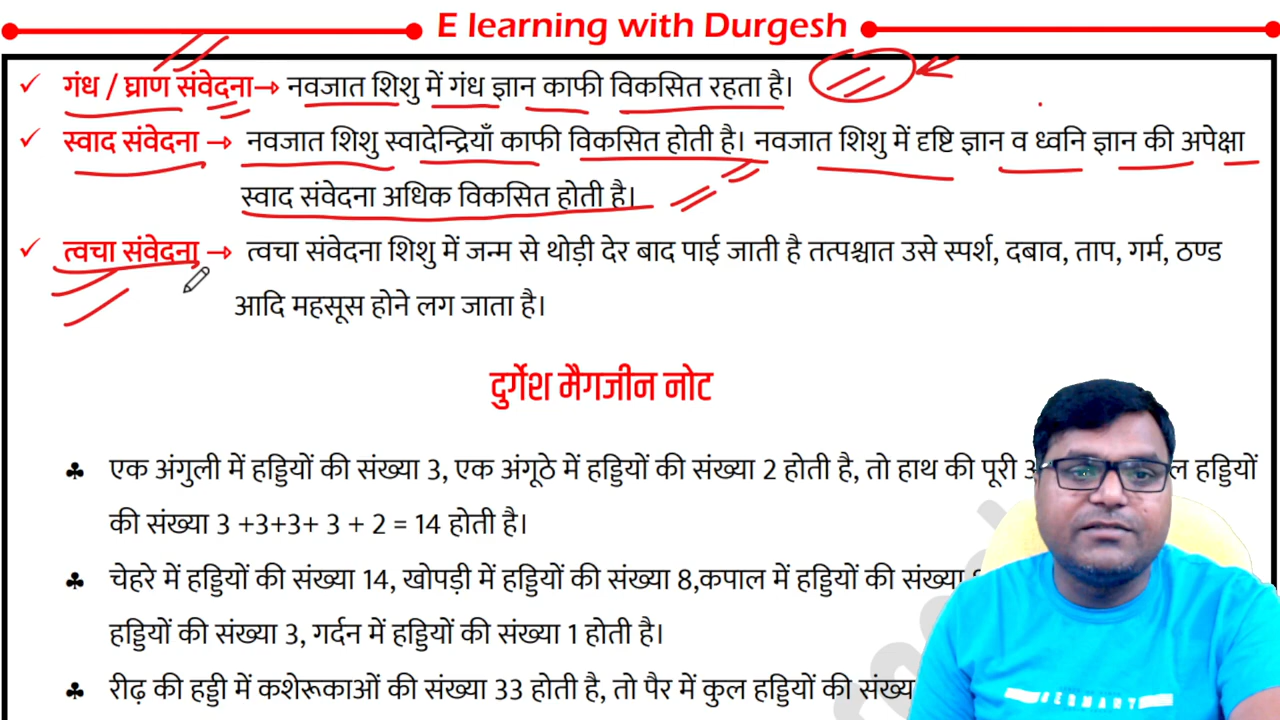 E learning with Durgesh
गंध / घ्राण संवेदना→ नवजात शिशु में गंध ज्ञान काफी विकसित रहता है।
स्वाद संवेदना → नवजात शिशु स्वादेन्द्रियाँ काफी विकसित होती है। नवजात शिशु में दृष्टि ज्ञान व ध्वनि ज्ञान की अपेक्षा
स्वाद संवेदना अधिक विकसित होती है।
त्वचा संवेदना → त्वचा संवेदना शिशु में जन्म से थोड़ी देर बाद पाई जाती है तत्पश्चात उसे स्पर्श, दबाव, ताप, गर्म, ठण्ड
आदि महसूस होने लग जाता है।
दुर्गेश मैगजीन नोट
एक अंगुली में हड्डियों की संख्या 3, एक अंगूठे में हड्डियों की संख्या 2 होती है, तो हाथ की पूरी हड्डियों
की संख्या 3 +3+3+ 3 + 2 = 14 होती है।
चेहरे में हड्डियों की संख्या 14, खोपड़ी में हड्डियों की संख्या 8,कपाल में हड्डियों की संख्या
हड्डियों की संख्या 3, गर्दन में हड्डियों की संख्या 1 होती है।
रीढ़ की हड्डी में कशेरूकाओं की संख्या 33 होती है, तो पैर में कुल हड्डियों की